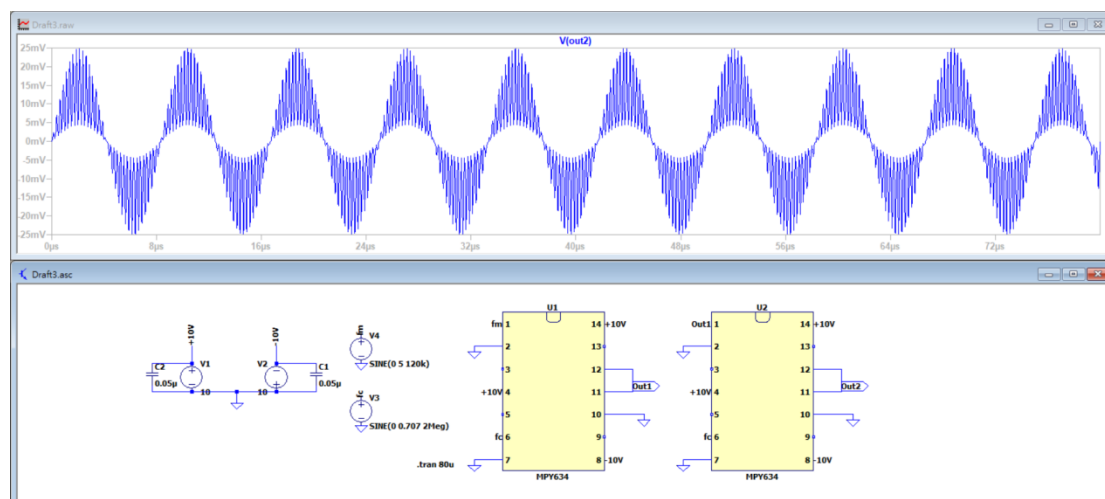 Draft3.raw
V(out2)
25mV
20mV
15mV
10mV
5mV
0mV
-5mV
-10mV
-15mV
-20mV
-25mV
0µs 8µs 16µs 24µs 32µs 40µs 48µs 56µs 64µs 72µs
Draft3.asc
+10V
-10V
C2
0.05µ
V1
10
V2
10
C1
0.05µ
fm
V4
SINE(0 5 120k)
fc
V3
SINE(0 0.707 2Meg)
.tran 80u
U1
fm 1 14 +10V
2 13
3 12
Out1
+10V 4 11
5 10
fc 6 9
7 8 -10V
MPY634
U2
Out1 1 14 +10V
2 13
3 12
Out2
+10V 4 11
5 10
fc 6 9
7 8 -10V
MPY634